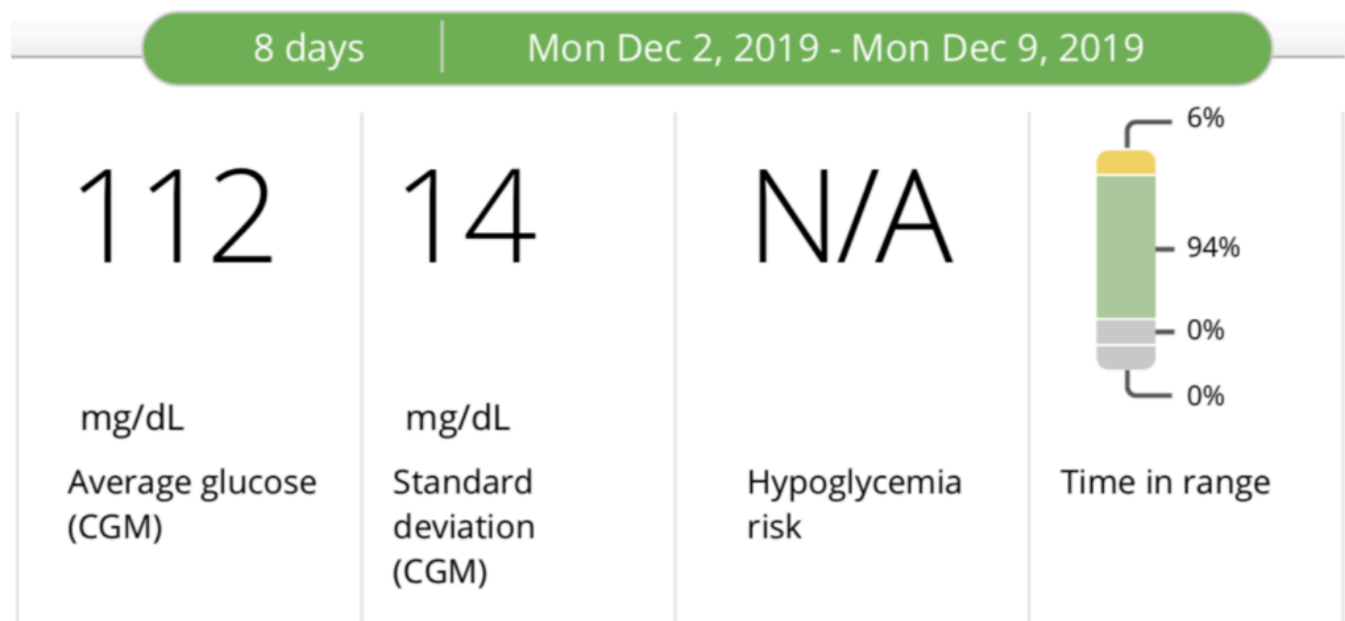 8 days
Mon Dec 2, 2019 - Mon Dec 9, 2019
112
mg/dL
Average glucose
(CGM)
14
mg/dL
Standard
deviation
(CGM)
N/A
Hypoglycemia
risk
6%
94%
0%
0%
Time in range